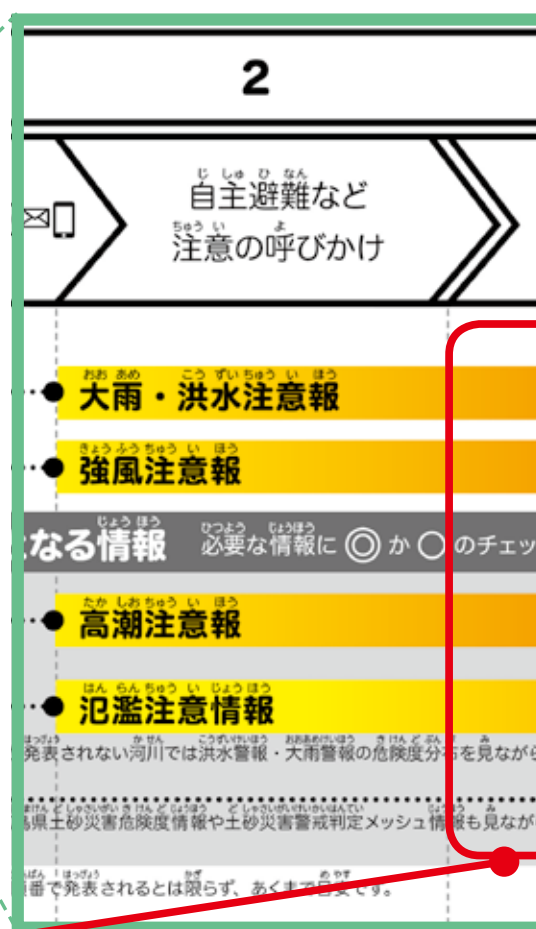 2
自主避難など
注意の呼びかけ
大雨・洪水注意報
強風注意報
なる情報 必要な情報に ◎ か ○ のチェッ
高潮注意報
氾濫注意情報
発表されない河川では洪水警報・大雨警報の危険度分布を見ながら
県土砂災害危険度情報や土砂災害警戒判定メッシュ情報も見なが
番で発表されるとは限らず、あくまで目安です。